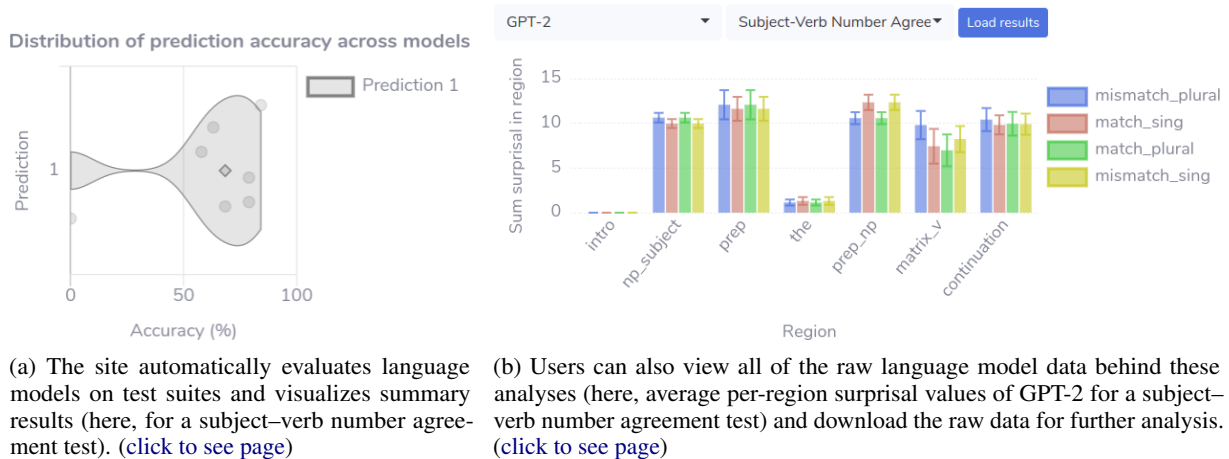 Distribution of prediction accuracy across models
Prediction 1
Prediction
1
0
50
100
Accuracy (%)
(a) The site automatically evaluates language
models on test suites and visualizes summary
results (here, for a subject–verb number agree-
ment test). (click to see page)
GPT-2
Subject-Verb Number Agree
Load results
Sum surprisal in region
15
10
5
0
mismatch_plural
match_sing
match_plural
mismatch_sing
intro
np_subject
prep
the
prep_np
matrix_v
continuation
Region
(b) Users can also view all of the raw language model data behind these
analyses (here, average per-region surprisal values of GPT-2 for a subject–
verb number agreement test) and download the raw data for further analysis.
(click to see page)